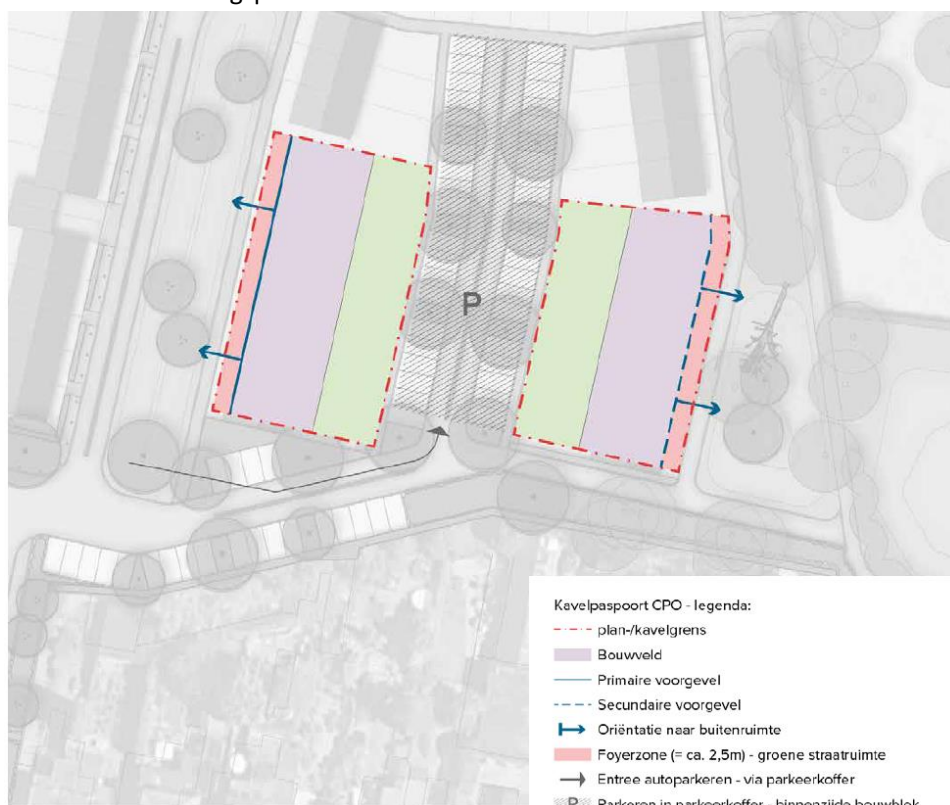 P
Kavelpaspoort CPO - legenda:
plan-/kavelgrens
Bouwveld
Primaire voorgevel
Secundaire voorgevel
Oriëntatie naar buitenruimte
Foyerzone (= ca. 2,5m) - groene straatruimte
Entree autoparkeren - via parkeerkoffer
P Parkeren in parkeerkoffer - binnenzijde bouwblok